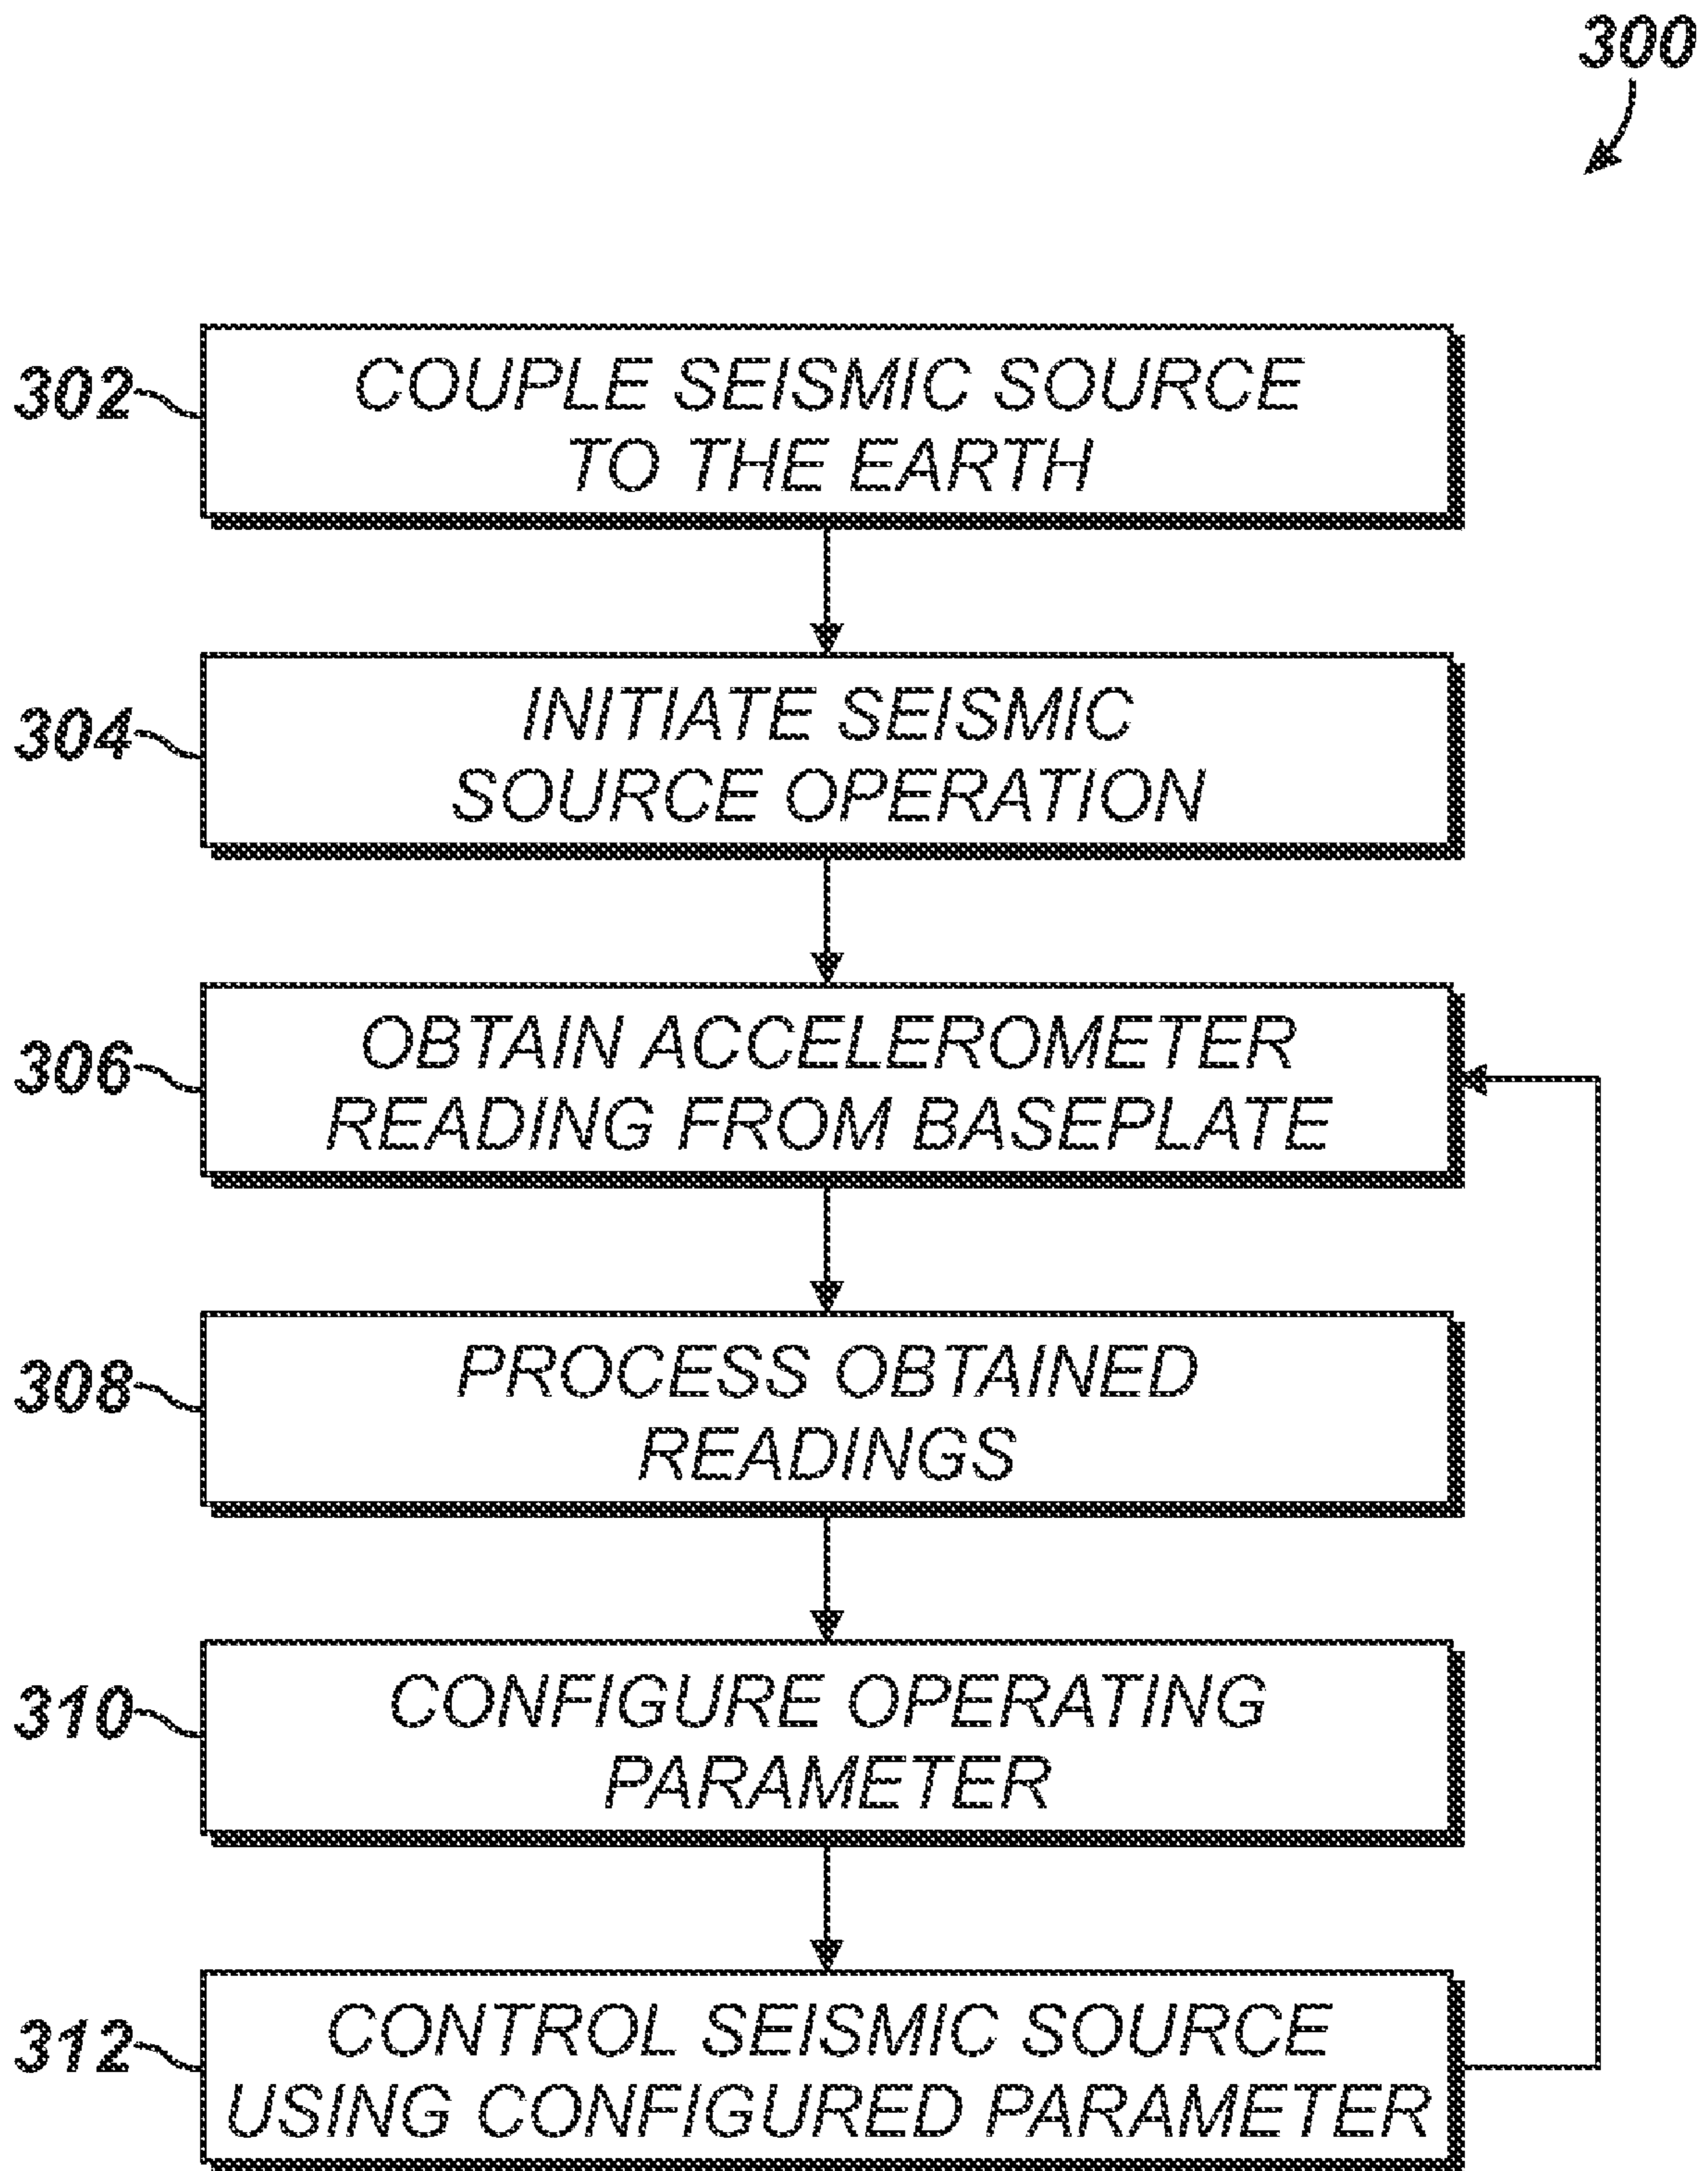 300
302
COUPLE SEISMIC SOURCE
TO THE EARTH
304
INITIATE SEISMIC
SOURCE OPERATION
306
OBTAIN ACCELEROMETER
READING FROM BASEPLATE
308
PROCESS OBTAINED
READINGS
310
CONFIGURE OPERATING
PARAMETER
312
CONTROL SEISMIC SOURCE
USING CONFIGURED PARAMETER